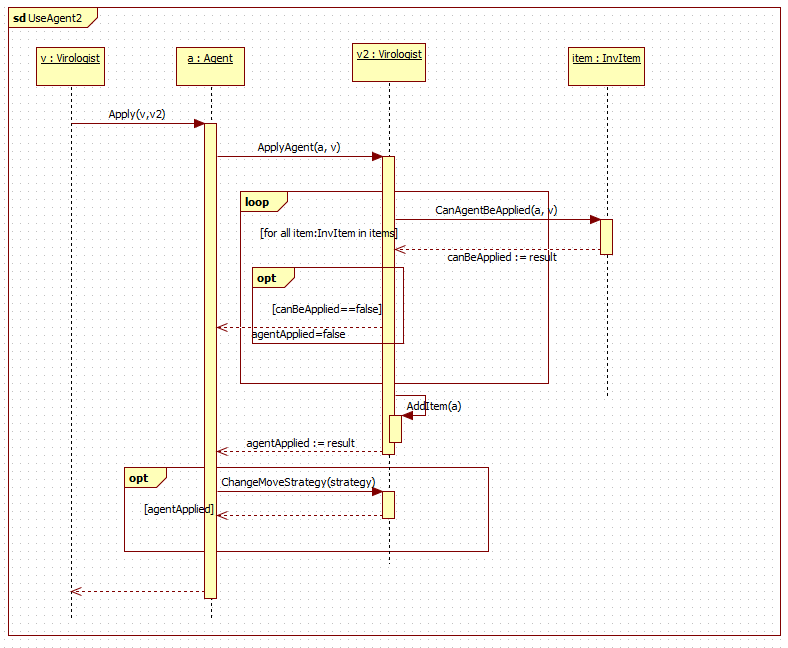 sd UseAgent2
v : Virologist
a : Agent
v2 : Virologist
item : InvItem
Apply(v,v2)
ApplyAgent(a, v)
loop
CanAgentBeApplied(a, v)
[for all item:InvItem in items]
canBeApplied := result
opt
[canBeApplied==false]
agentApplied=false
AddItem(a)
agentApplied := result
opt
ChangeMoveStrategy(strategy)
[agentApplied]